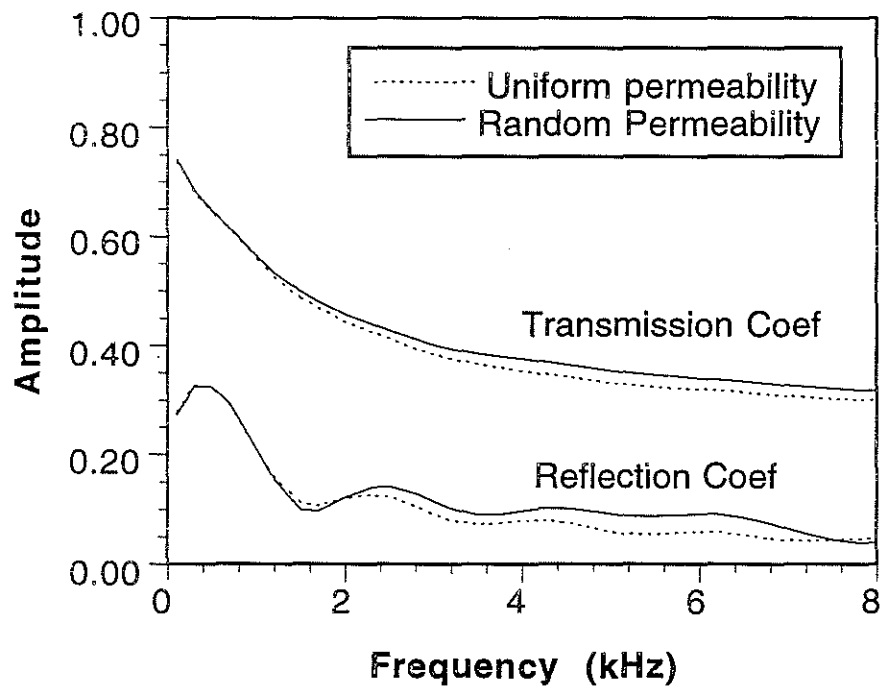 1.00
0.80
0.60
0.40
0.20
0.00
Amplitude
Uniform permeability
Random Permeability
Transmission Coef
Reflection Coef
0 2 4 6 8
Frequency (kHz)